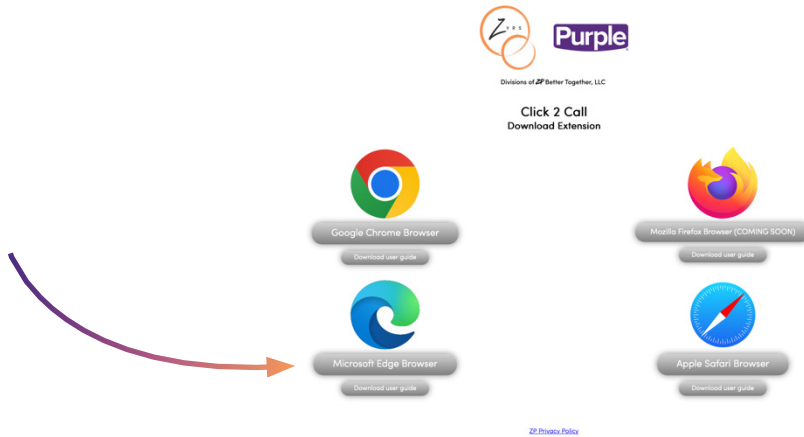 ZVRS
Purple
Divisions of ZP Better Together, LLC
Click 2 Call
Download Extension
Google Chrome Browser
Download user guide
Mozilla Firefox Browser (COMING SOON)
Download user guide
Microsoft Edge Browser
Download user guide
Apple Safari Browser
Download user guide
ZP Privacy Policy